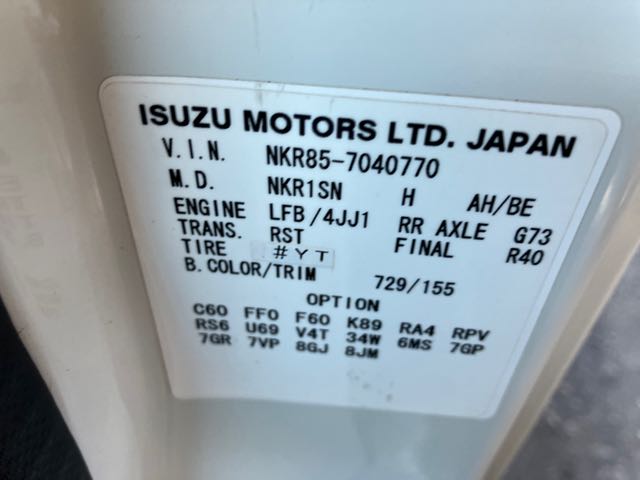 ISUZU MOTORS LTD. JAPAN
V.I.N. NKR85-7040770
M.D. NKR1SN H AH/BE
ENGINE LFB/4JJ1 RR AXLE G73
TRANS. RST FINAL R40
TIRE #YT
B.COLOR/TRIM 729/155
OPTION
C60 FF0 F60 K89 RA4 RPV
RS6 U69 V4T 34W 6MS 7GP
7GR 7VP 8GJ 8JM